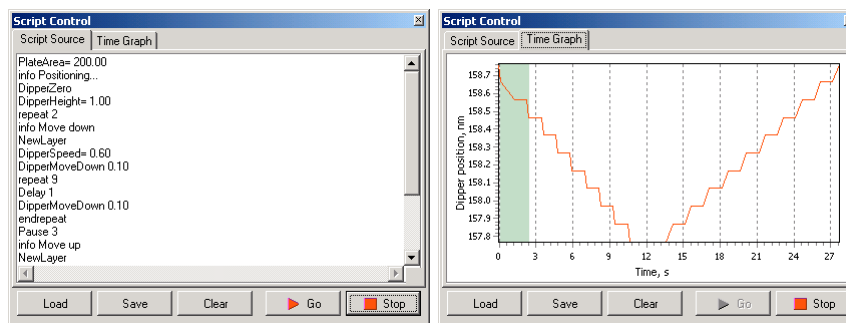 Script Control
Script Source Time Graph
PlateArea= 200.00
info Positioning...
DipperZero
DipperHeight= 1.00
repeat 2
info Move down
NewLayer
DipperSpeed= 0.60
DipperMoveDown 0.10
repeat 9
Delay 1
DipperMoveDown 0.10
endrepeat
Pause 3
info Move up
NewLayer
Load Save Clear Go Stop
Script Control
Script Source Time Graph
Dipper position, nm
158.7
158.6
158.5
158.4
158.3
158.2
158.1
158.0
157.9
157.8
0 3 6 9 12 15 18 21 24 27
Time, s
Load Save Clear Go Stop